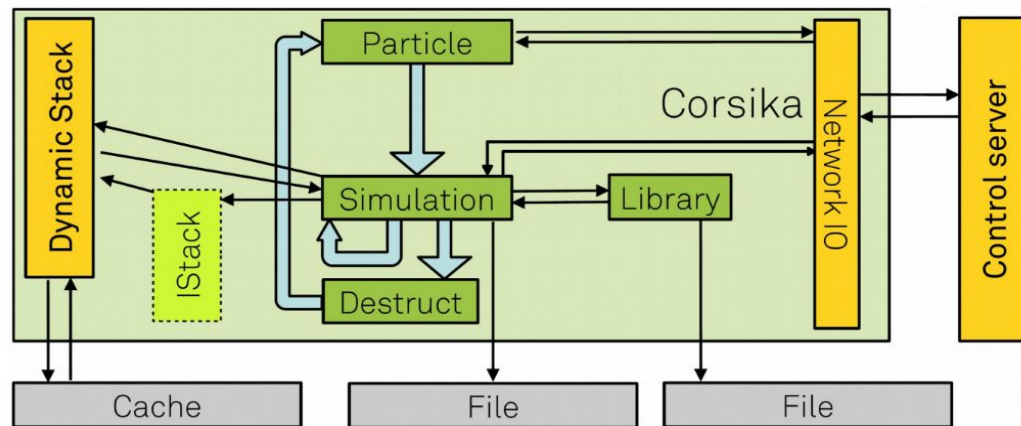 Dynamic Stack
IStack
Particle
Simulation
Destruct
Corsika
Library
Network IO
Control server
Cache
File
File